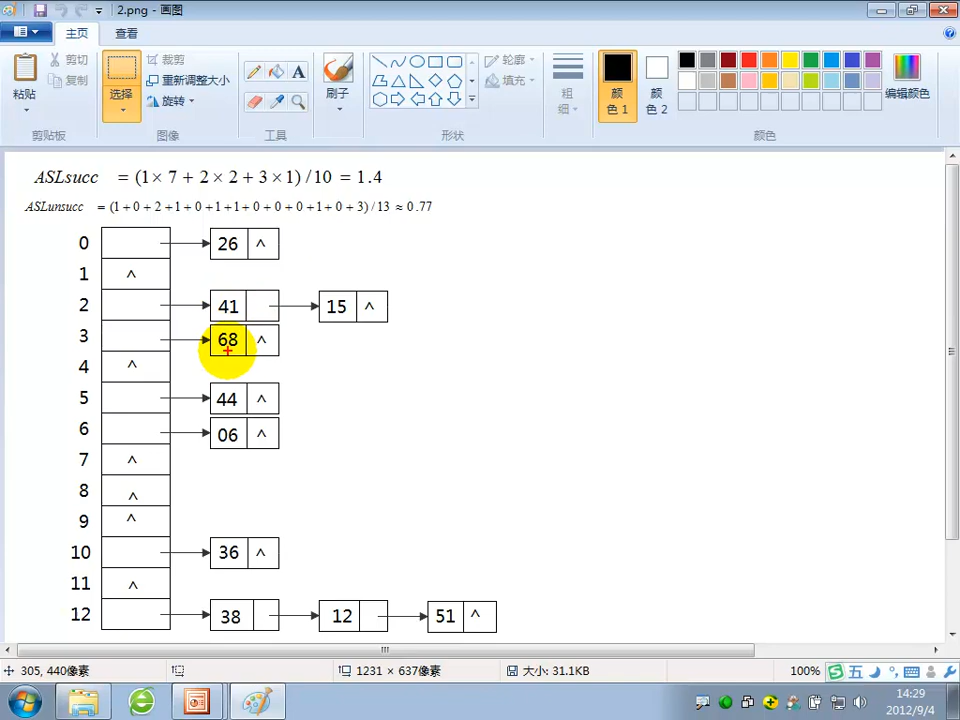 2.png - 画图
主页 查看
粘贴 剪切 复制 选择 裁剪 重新调整大小 旋转 A 刷子 轮廓 填充 粗细 颜色 1 颜色 2 编辑颜色
剪贴板 图像 工具 形状 颜色
ASLsucc = (1× 7 + 2 × 2 + 3 × 1) / 10 = 1.4
ASLunsucc = (1 + 0 + 2 + 1 + 0 + 1 + 1 + 0 + 0 + 0 + 1 + 0 + 3) / 13 ≈ 0.77
0 26 ^
1 ^
2 41 15 ^
3 68 ^
4 ^
5 44 ^
6 06 ^
7 ^
8 ^
9 ^
10 36 ^
11 ^
12 38 12 51 ^
305, 440像素 1231 × 637像素 大小: 31.1KB 100% 五
14:29
2012/9/4